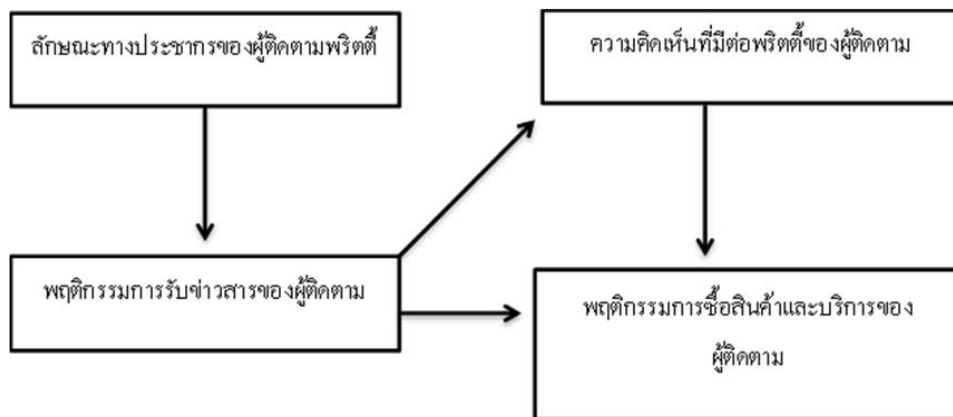 ลักษณะทางประชากรของผู้ติดตามพริตตี้
ความคิดเห็นที่มีต่อพริตตี้ของผู้ติดตาม
พฤติกรรมการรับข่าวสารของผู้ติดตาม
พฤติกรรมการซื้อสินค้าและบริการของ
ผู้ติดตาม